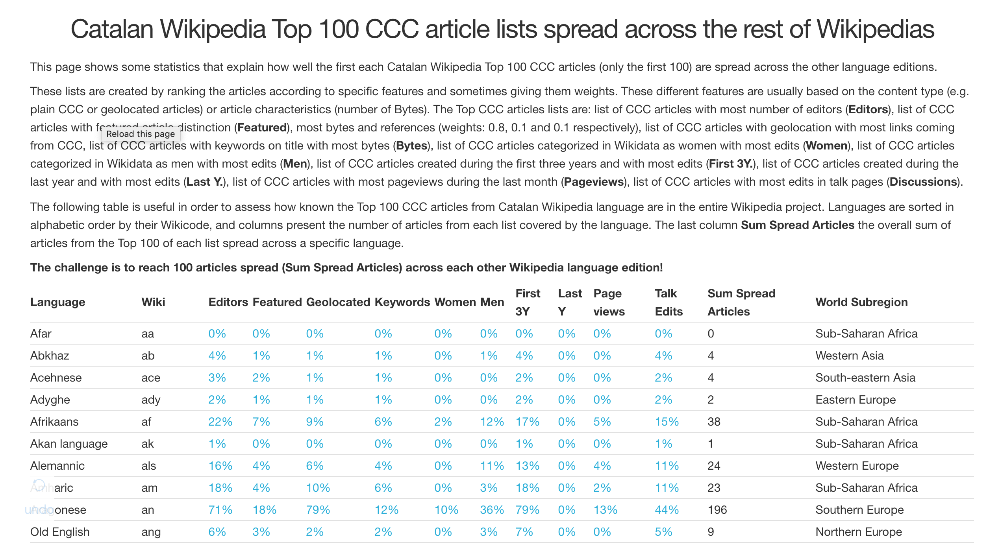 Catalan Wikipedia Top 100 CCC article lists spread across the rest of Wikipedias
This page shows some statistics that explain how well the first each Catalan Wikipedia Top 100 CCC articles (only the first 100) are spread across the other language editions.
These lists are created by ranking the articles according to specific features and sometimes giving them weights. These different features are usually based on the content type (e.g.
plain CCC or geolocated articles) or article characteristics (number of Bytes). The Top CCC articles lists are: list of CCC articles with most number of editors (Editors), list of CCC
articles with featured article distinction (Featured), most bytes and references (weights: 0.8, 0.1 and 0.1 respectively), list of CCC articles with geolocation with most links coming
Reload this page
from CCC, list of CCC articles with keywords on title with most bytes (Bytes), list of CCC articles categorized in Wikidata as women with most edits (Women), list of CCC articles
categorized in Wikidata as men with most edits (Men), list of CCC articles created during the first three years and with most edits (First 3Y.), list of CCC articles created during the
last year and with most edits (Last Y.), list of CCC articles with most pageviews during the last month (Pageviews), list of CCC articles with most edits in talk pages (Discussions).
The following table is useful in order to assess how known the Top 100 CCC articles from Catalan Wikipedia language are in the entire Wikipedia project. Languages are sorted in
alphabetic order by their Wikicode, and columns present the number of articles from each list covered by the language. The last column Sum Spread Articles the overall sum of
articles from the Top 100 of each list spread across a specific language.
The challenge is to reach 100 articles spread (Sum Spread Articles) across each other Wikipedia language edition!
Language Wiki Editors Featured Geolocated Keywords Women Men First 3Y Last Y Page views Talk Edits Sum Spread Articles World Subregion
Afar aa 0% 0% 0% 0% 0% 0% 0% 0% 0% 0% 0 Sub-Saharan Africa
Abkhaz ab 4% 1% 1% 1% 0% 1% 4% 0% 0% 4% 4 Western Asia
Acehnese ace 3% 2% 1% 1% 0% 0% 2% 0% 0% 2% 4 South-eastern Asia
Adyghe ady 2% 1% 1% 1% 0% 0% 2% 0% 0% 2% 2 Eastern Europe
Afrikaans af 22% 7% 9% 6% 2% 12% 17% 0% 5% 15% 38 Sub-Saharan Africa
Akan language ak 1% 0% 0% 0% 0% 0% 1% 0% 0% 1% 1 Sub-Saharan Africa
Alemannic als 16% 4% 6% 4% 0% 11% 13% 0% 4% 11% 24 Western Europe
Amharic am 18% 4% 10% 6% 0% 3% 18% 0% 2% 11% 23 Sub-Saharan Africa
undo
Aragonese an 71% 18% 79% 12% 10% 36% 79% 0% 13% 44% 196 Southern Europe
Old English ang 6% 3% 2% 2% 0% 3% 7% 0% 0% 5% 9 Northern Europe